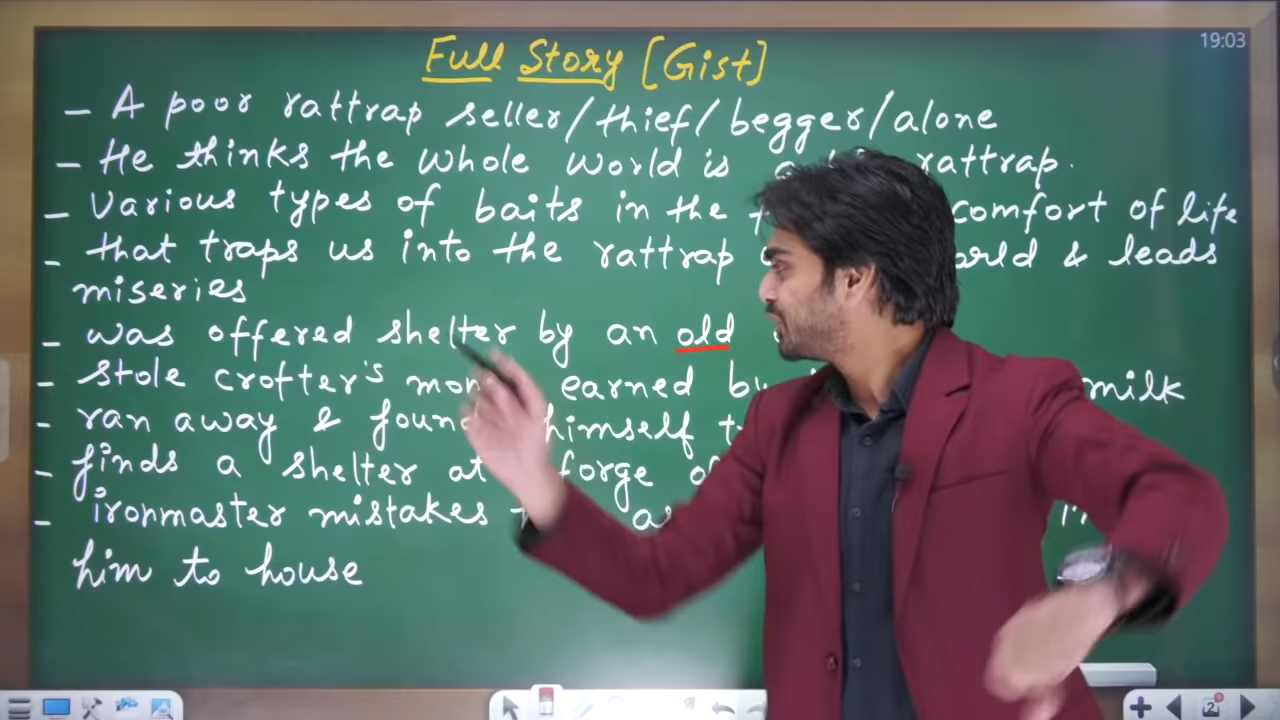 19:03
Full Story [Gist]
- A poor rattrap seller/thief/begger/alone
- He thinks the whole world is a rattrap.
- Various types of baits in the comfort of life
- that traps us into the rattrap & leads
miseries
- was offered shelter by an old
- stole crofter's earned milk
- ran away & himself
- finds a shelter at forge
- ironmaster mistakes
him to house
2